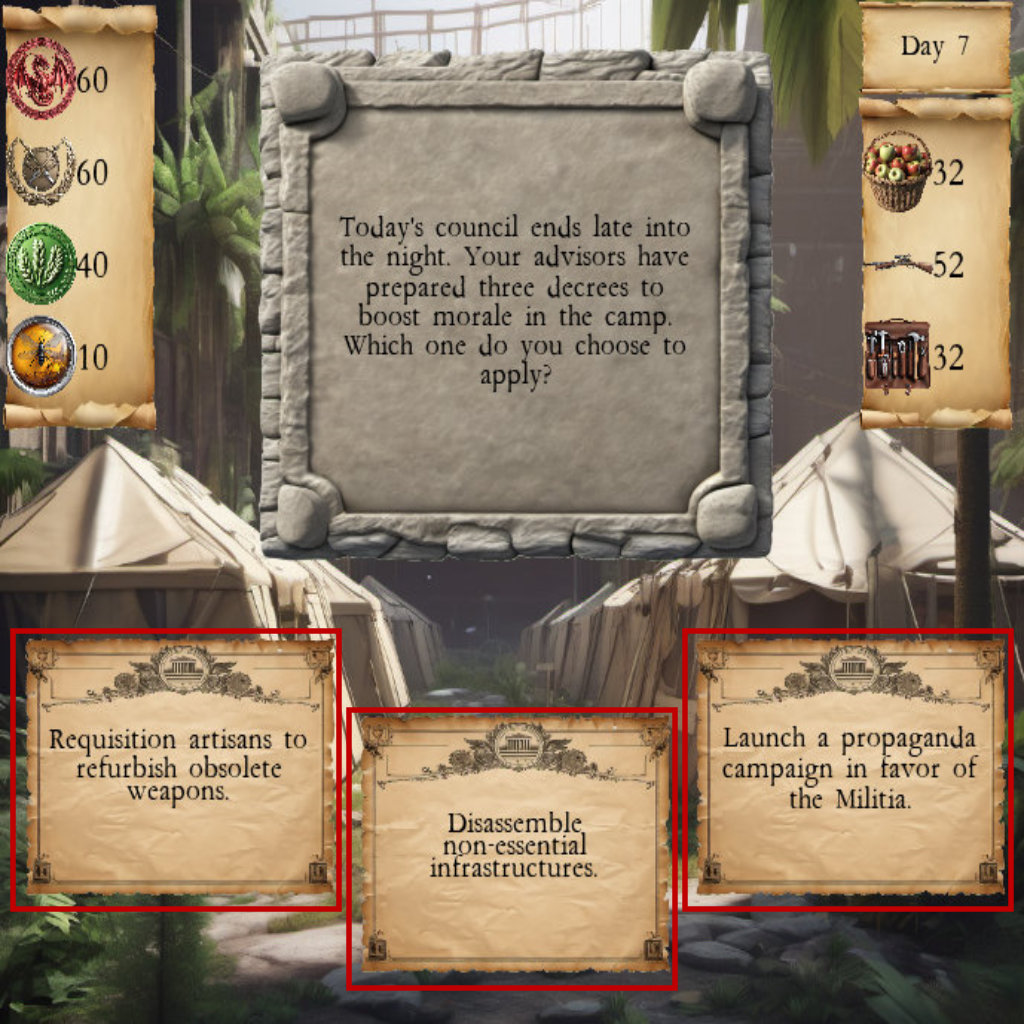 60
60
40
10
Today's council ends late into
the night. Your advisors have
prepared three decrees to
boost morale in the camp.
Which one do you choose to
apply?
Day 7
32
52
32
Requisition artisans to
refurbish obsolete
weapons.
Disassemble
non-essential
infrastructures.
Launch a propaganda
campaign in favor of
the Militia.